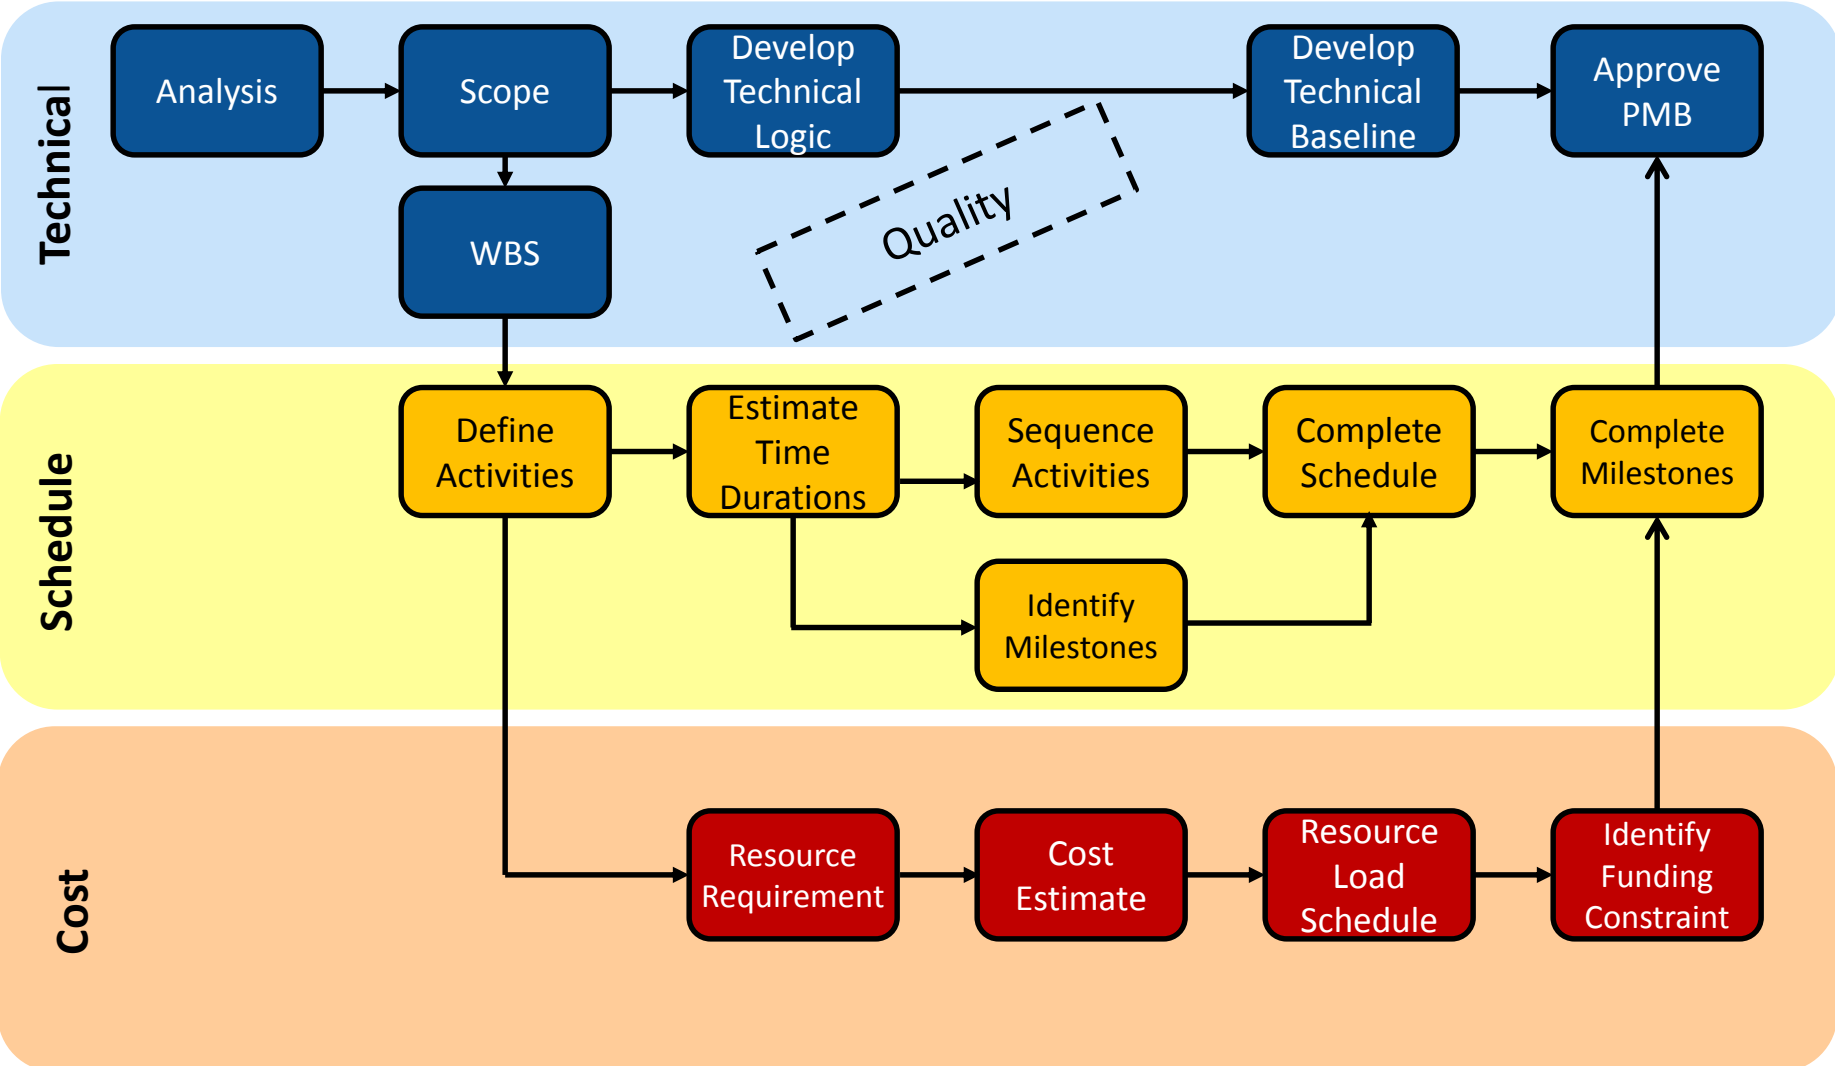 Technical
Analysis
Scope
Develop
Technical
Logic
Develop
Technical
Baseline
Approve
PMB
WBS
Quality
Schedule
Define
Activities
Estimate
Time
Durations
Sequence
Activities
Complete
Schedule
Complete
Milestones
Identify
Milestones
Cost
Resource
Requirement
Cost
Estimate
Resource
Load
Schedule
Identify
Funding
Constraint